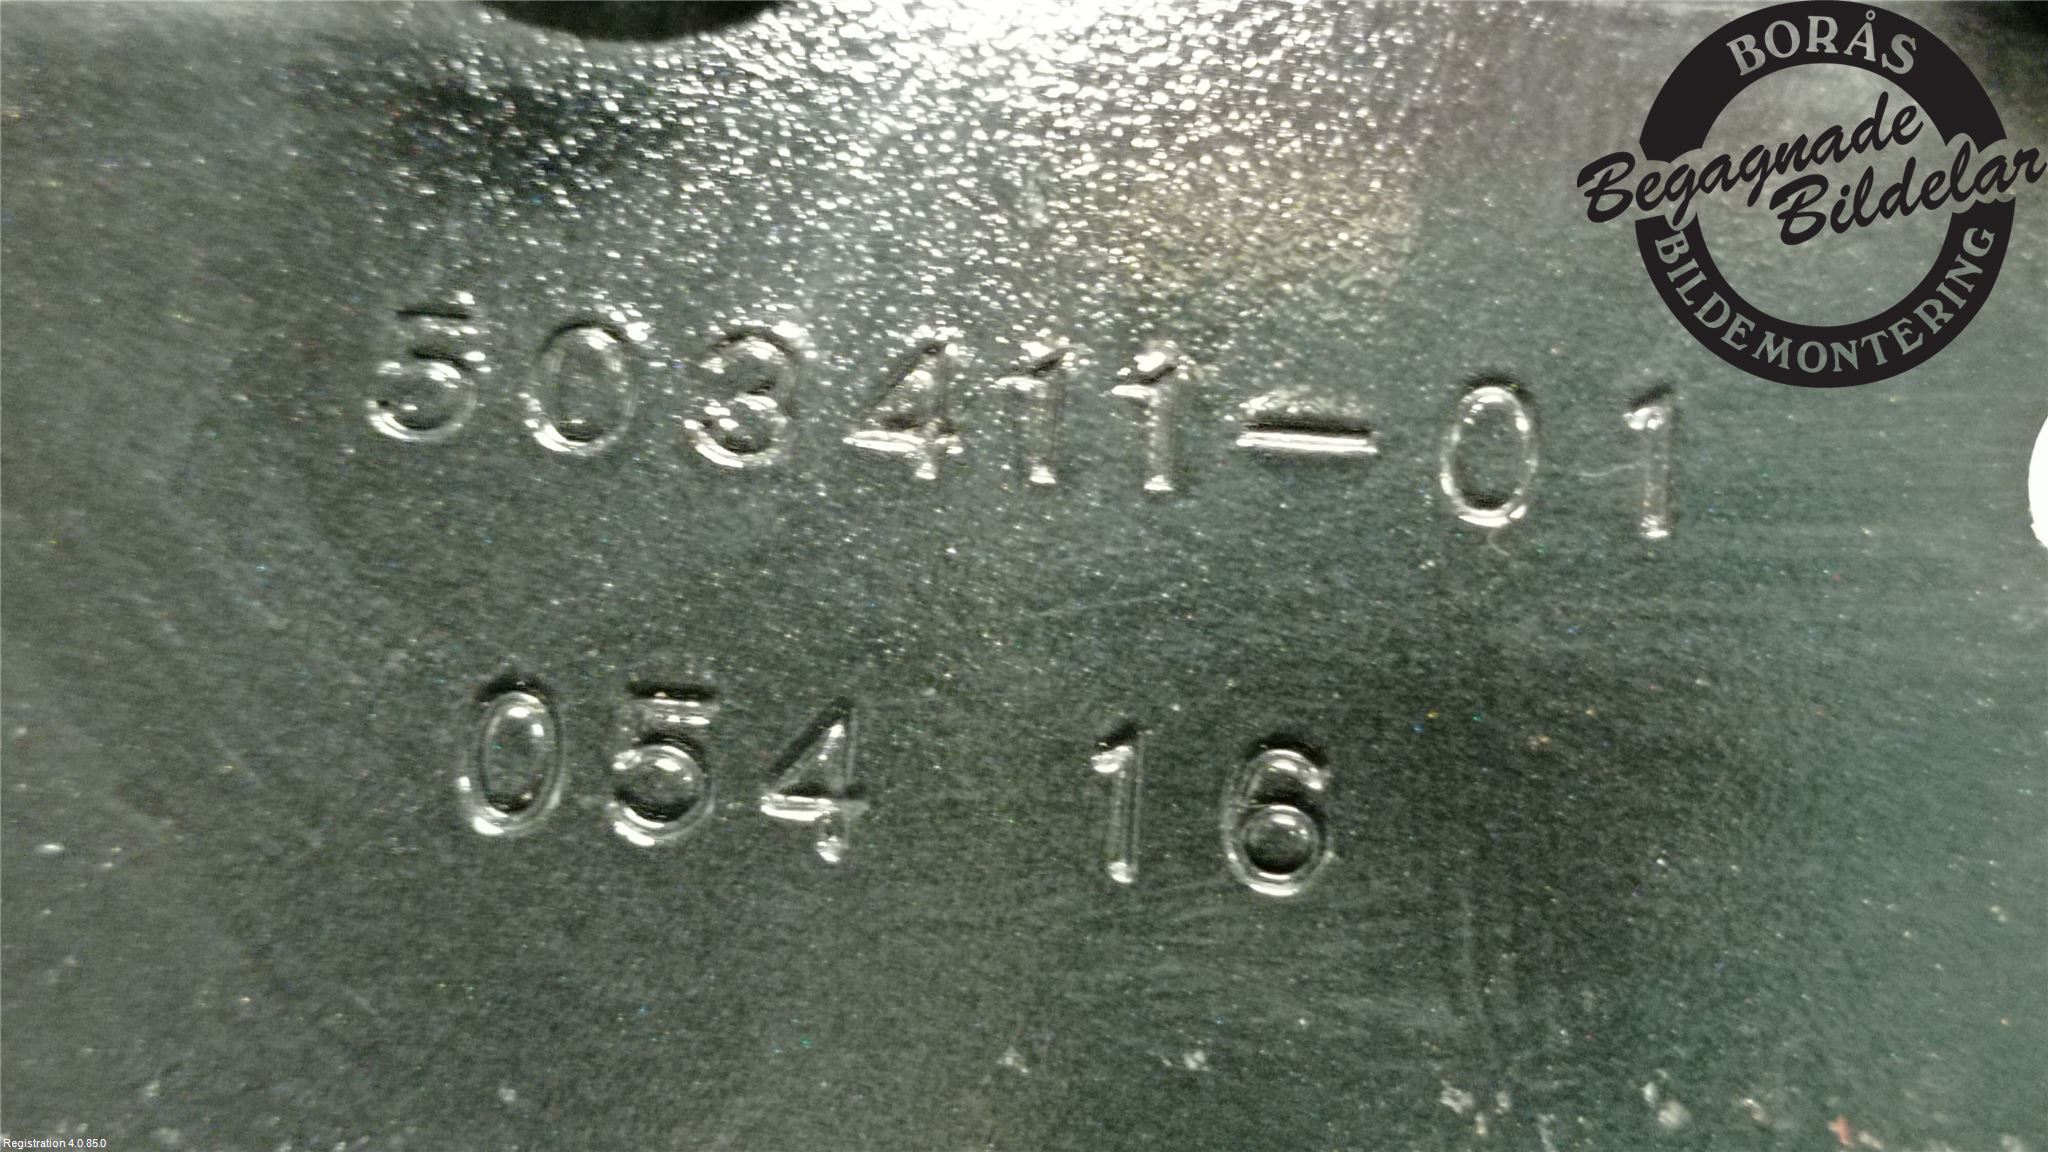 BORÅS
Begagnade
Bildelar
BILDEMONTERING
503411-01
054 16
Registration 4.0.85.0